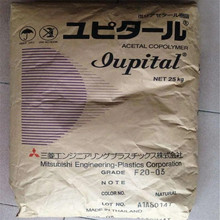 ユピタール®
ACETAL COPOLYMER
Iupital®
NET 25 kg
三菱エンジニアリングプラスチックス株式会社
Mitsubishi Engineering-Plastics Corporation
GRADE F20-03
NOTE
COLOR NO. NATURAL
LOT NO.
MADE IN THAILAND